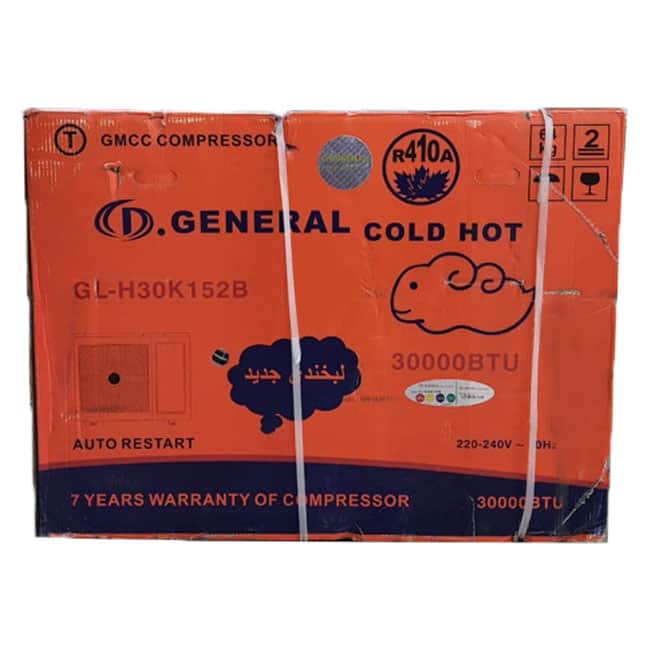 T
GMCC COMPRESSOR
R410A
kg
2
D.GENERAL COLD HOT
GL-H30K152B
30000BTU
لبخندی جدید
AUTO RESTART
220-240V ~
7 YEARS WARRANTY OF COMPRESSOR
30000BTU